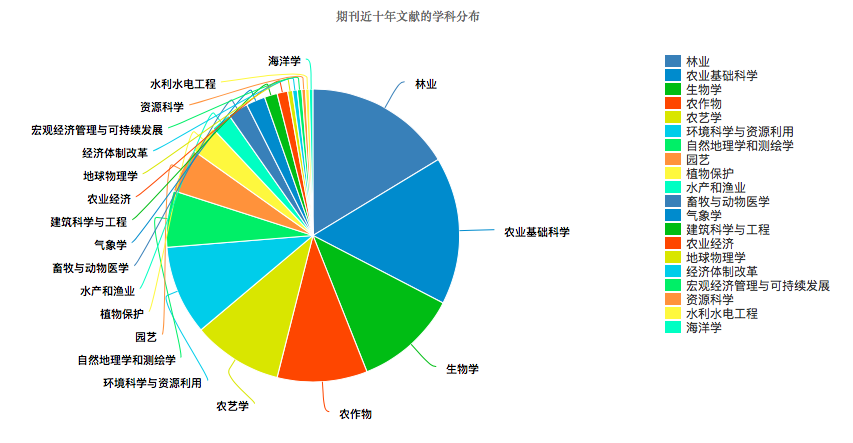 期刊近十年文献的学科分布
海洋学
水利水电工程
资源科学
宏观经济管理与可持续发展
经济体制改革
地球物理学
农业经济
建筑科学与工程
气象学
畜牧与动物医学
水产和渔业
植物保护
园艺
自然地理学和测绘学
环境科学与资源利用
农艺学
农作物
生物学
农业基础科学
林业
林业
农业基础科学
生物学
农作物
农艺学
环境科学与资源利用
自然地理学和测绘学
园艺
植物保护
水产和渔业
畜牧与动物医学
气象学
建筑科学与工程
农业经济
地球物理学
经济体制改革
宏观经济管理与可持续发展
资源科学
水利水电工程
海洋学